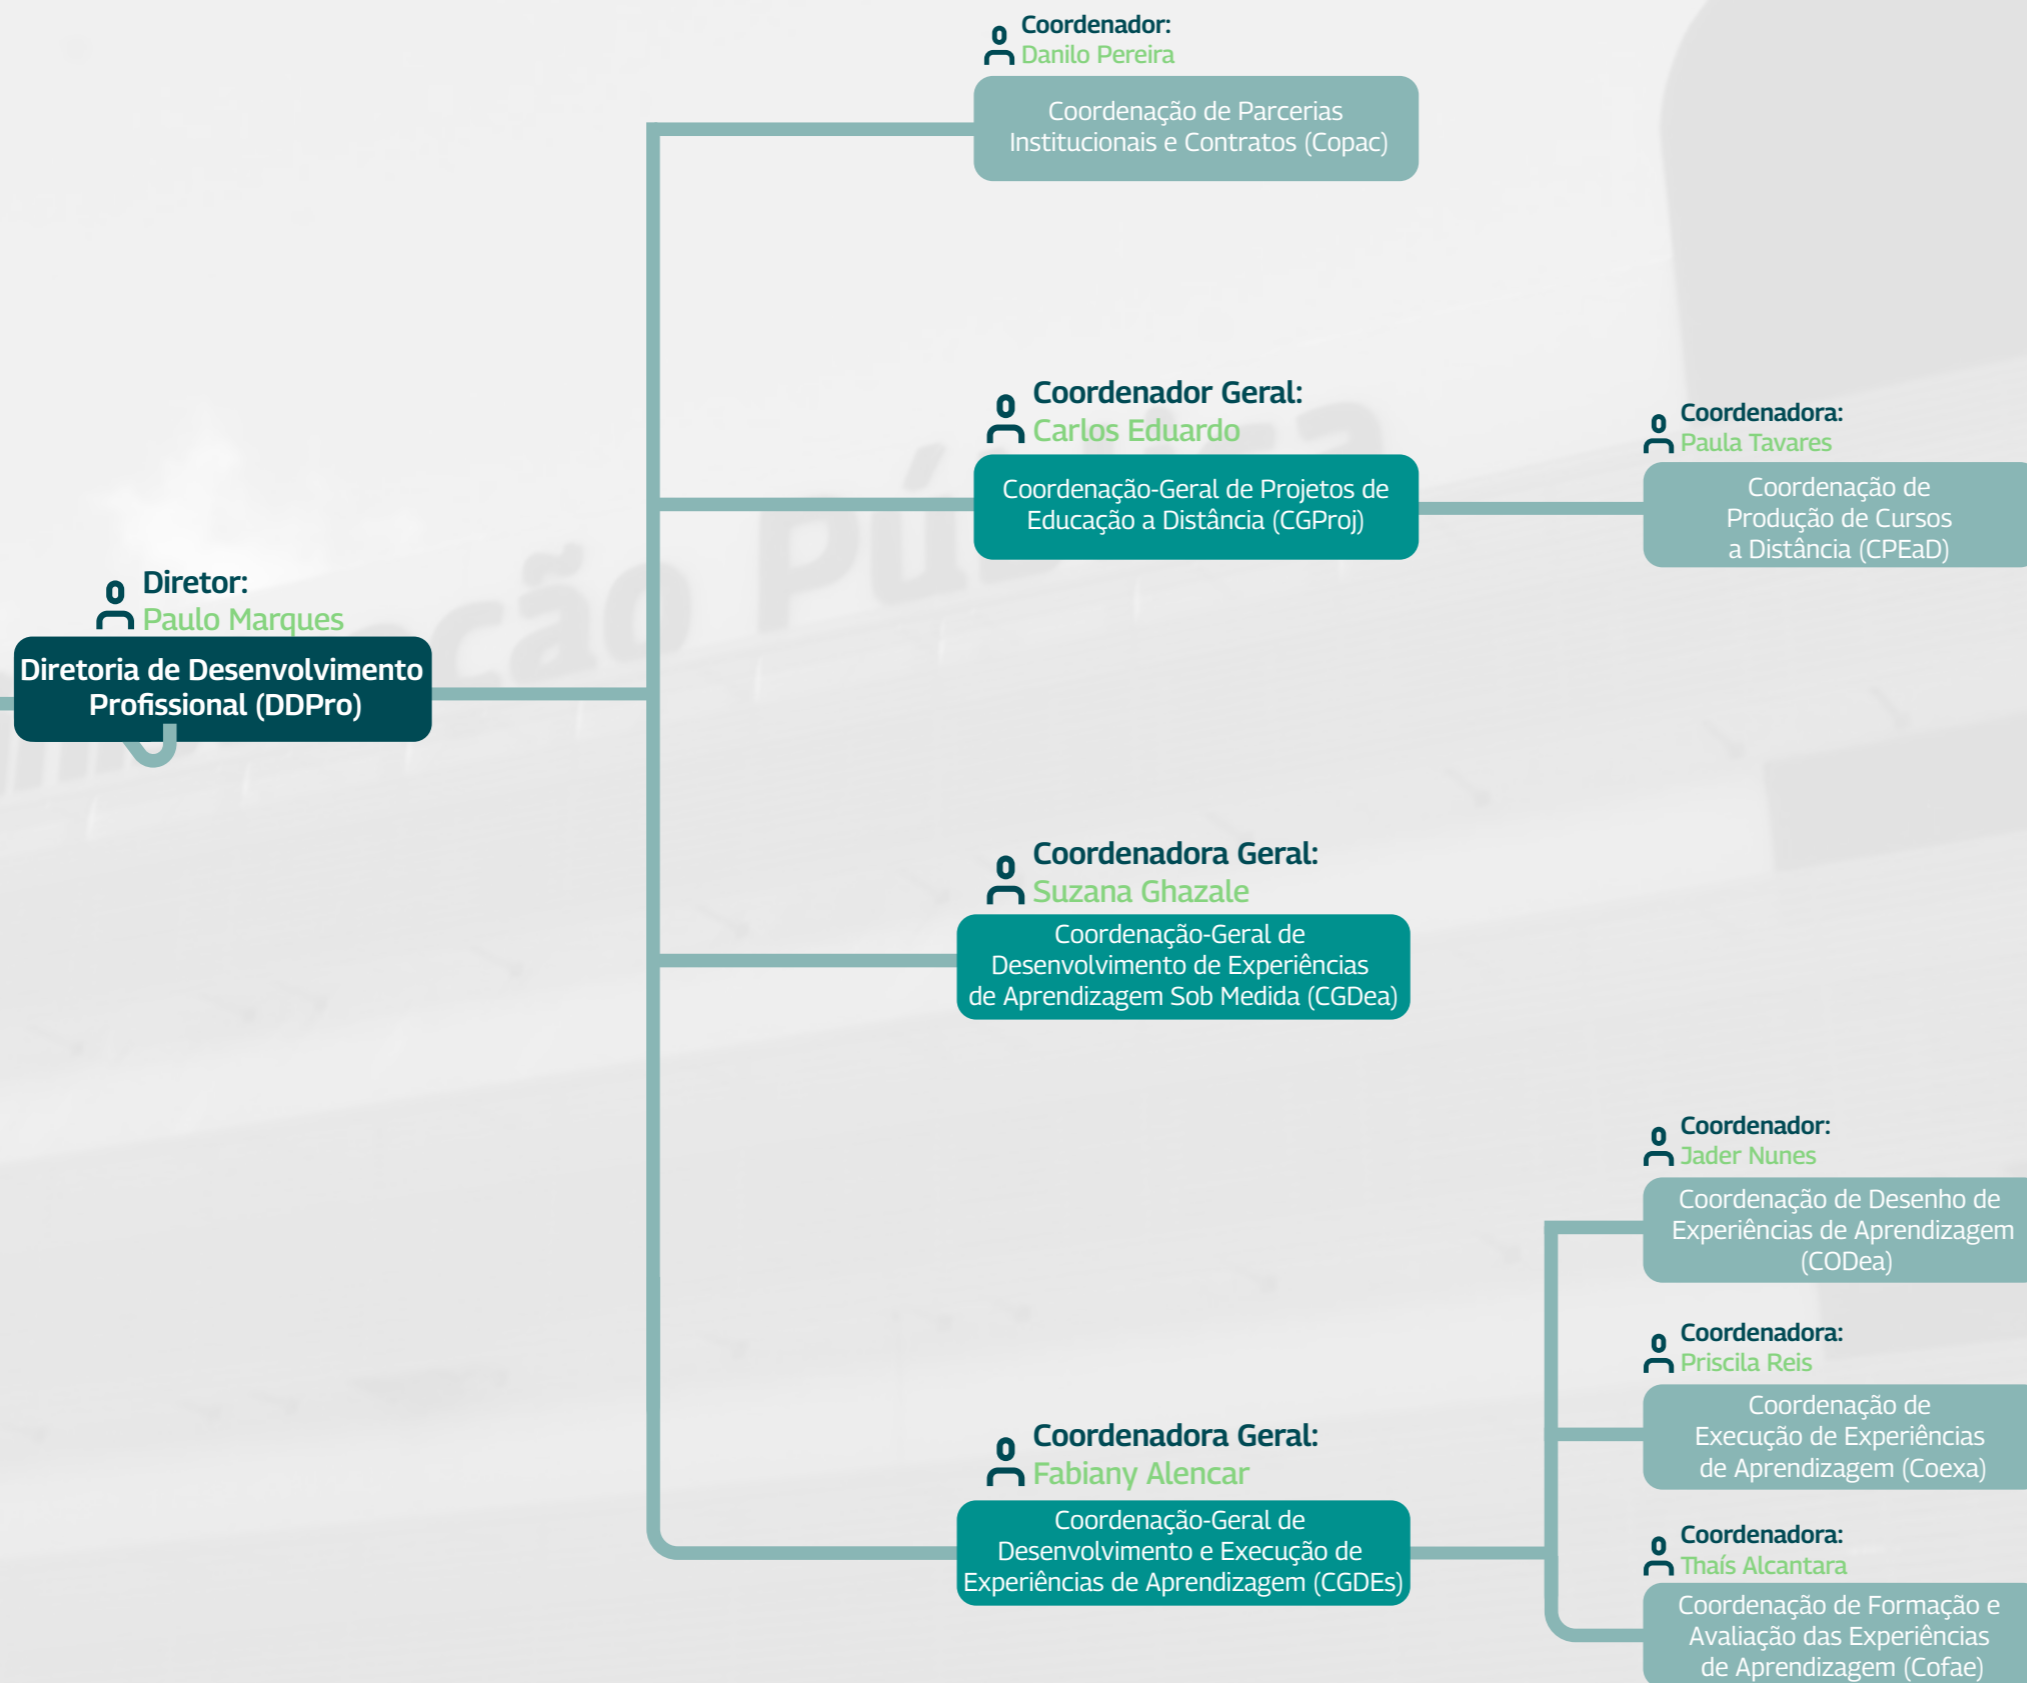 Coordenador:
Danilo Pereira
Coordenação de Parcerias
Institucionais e Contratos (Copac)
Coordenador Geral:
Carlos Eduardo
Coordenação-Geral de Projetos de
Educação a Distância (CGProj)
Coordenadora:
Paula Tavares
Coordenação de
Produção de Cursos
a Distância (CPEaD)
Diretor:
Paulo Marques
Diretoria de Desenvolvimento
Profissional (DDPro)
Coordenadora Geral:
Suzana Ghazale
Coordenação-Geral de
Desenvolvimento de Experiências
de Aprendizagem Sob Medida (CGDea)
Coordenador:
Jader Nunes
Coordenação de Desenho de
Experiências de Aprendizagem
(CODea)
Coordenadora:
Priscila Reis
Coordenação de
Execução de Experiências
de Aprendizagem (Coexa)
Coordenadora Geral:
Fabiany Alencar
Coordenação-Geral de
Desenvolvimento e Execução de
Experiências de Aprendizagem (CGDEs)
Coordenadora:
Thaís Alcantara
Coordenação de Formação e
Avaliação das Experiências
de Aprendizagem (Cofae)